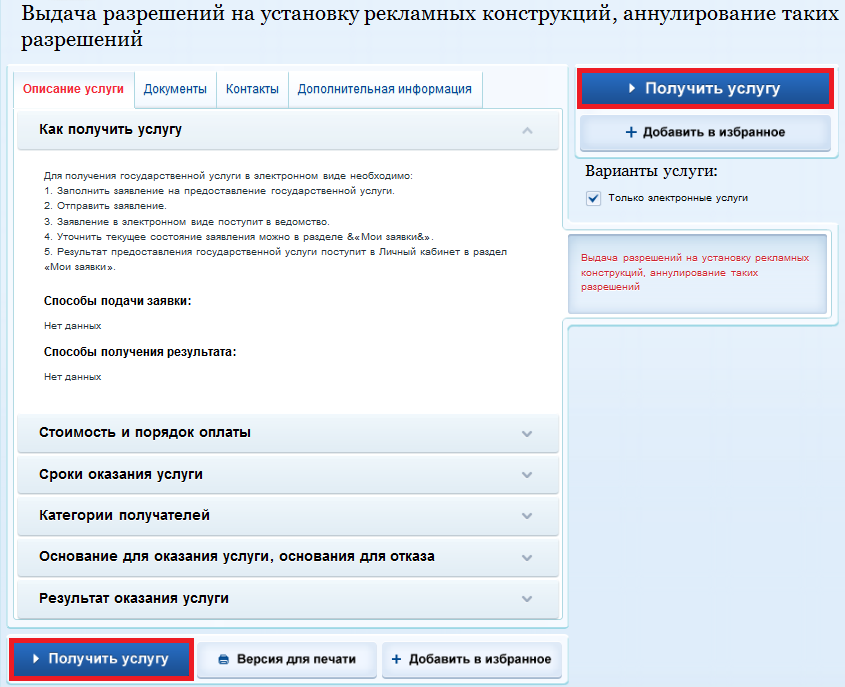 Выдача разрешений на установку рекламных конструкций, аннулирование таких
разрешений
Описание услуги
Документы
Контакты
Дополнительная информация
Как получить услугу
Для получения государственной услуги в электронном виде необходимо:
1. Заполнить заявление на предоставление государственной услуги.
2. Отправить заявление.
3. Заявление в электронном виде поступит в ведомство.
4. Уточнить текущее состояние заявления можно в разделе &«Мои заявки&».
5. Результат предоставления государственной услуги поступит в Личный кабинет в раздел
«Мои заявки».
Способы подачи заявки:
Нет данных
Способы получения результата:
Нет данных
Стоимость и порядок оплаты
Сроки оказания услуги
Категории получателей
Основание для оказания услуги, основания для отказа
Результат оказания услуги
Получить услугу
Версия для печати
+ Добавить в избранное
Получить услугу
+ Добавить в избранное
Варианты услуги:
Только электронные услуги
Выдача разрешений на установку рекламных
конструкций, аннулирование таких
разрешений